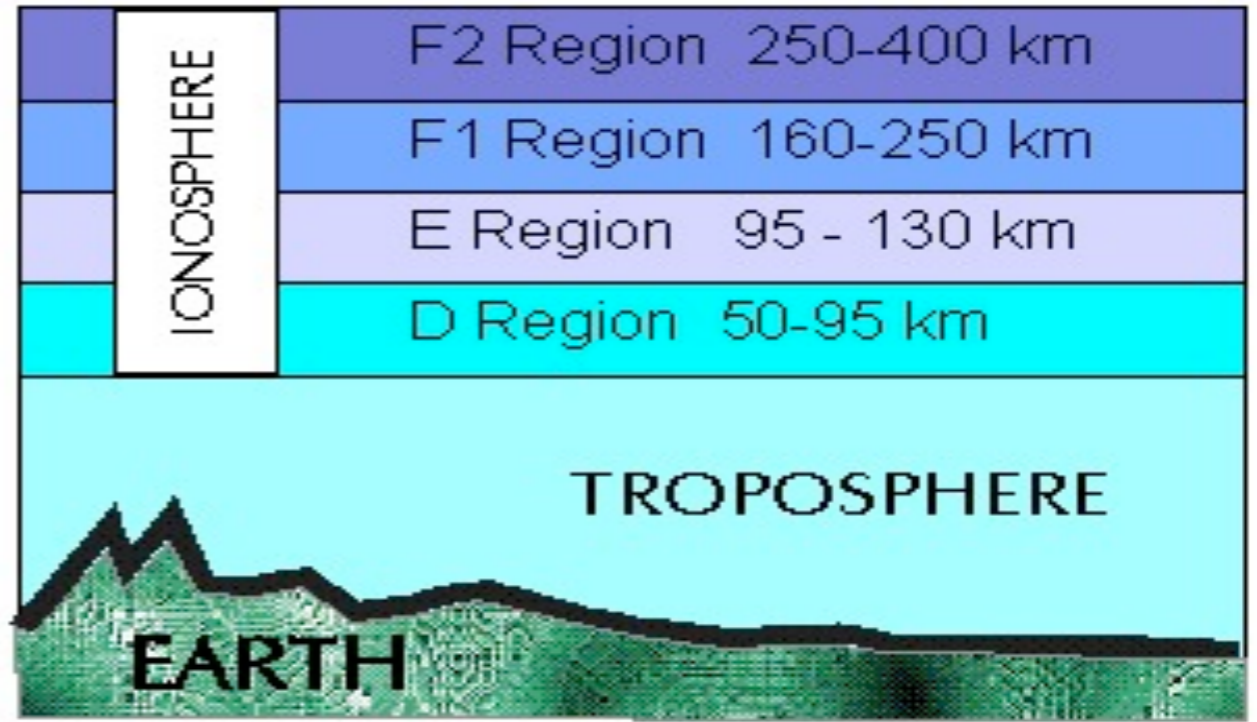 IONOSPHERE
F2 Region 250-400 km
F1 Region 160-250 km
E Region 95 - 130 km
D Region 50-95 km
TROPOSPHERE
EARTH